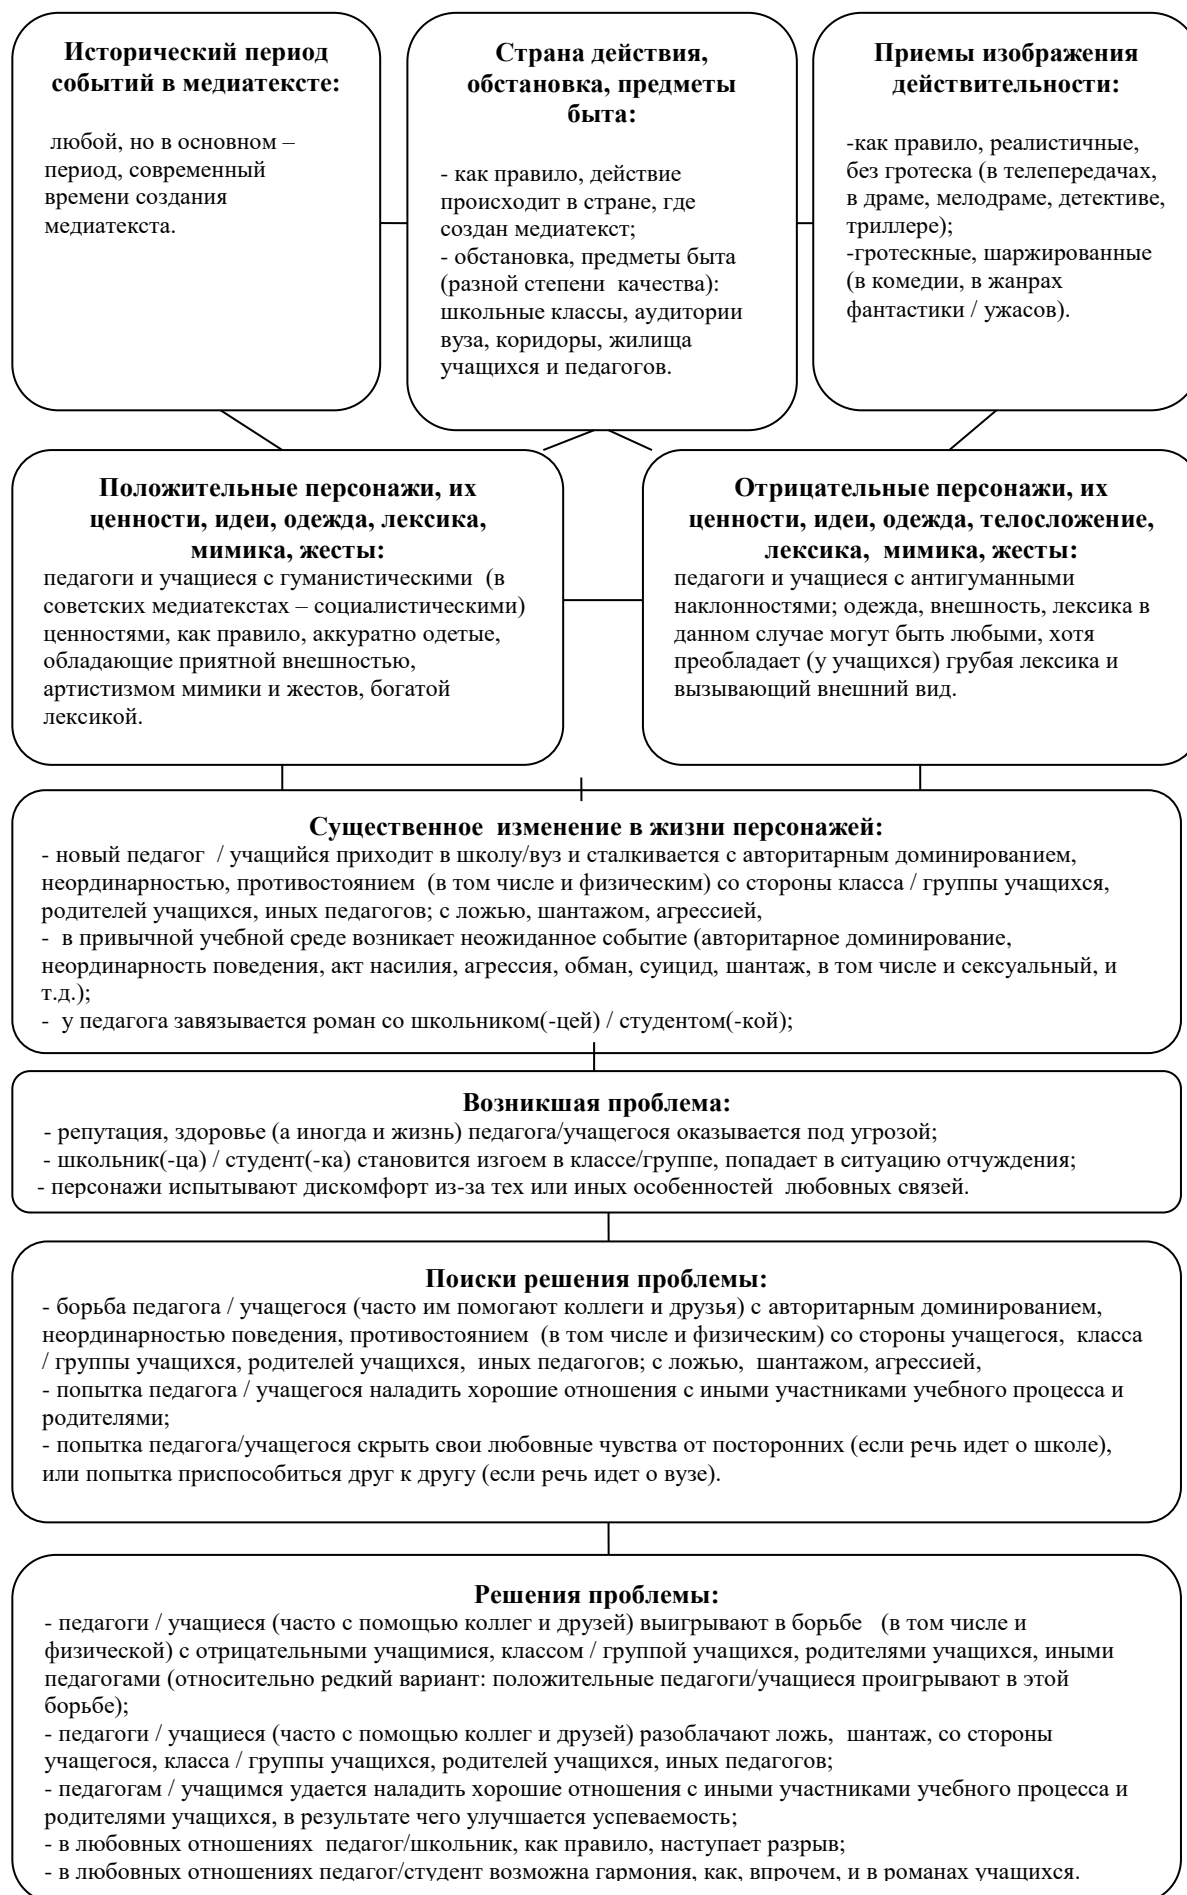 Исторический период
событий в медиатексте:
любой, но в основном –
период, современный
времени создания
медиатекста.
Страна действия,
обстановка, предметы
быта:
- как правило, действие
происходит в стране, где
создан медиатекст;
- обстановка, предметы быта
(разной степени качества):
школьные классы, аудитории
вуза, коридоры, жилища
учащихся и педагогов.
Приемы изображения
действительности:
-как правило, реалистичные,
без гротеска (в телепередачах,
в драме, мелодраме, детективе,
триллере);
-гротескные, шаржированные
(в комедии, в жанрах
фантастики / ужасов).
Положительные персонажи, их
ценности, идеи, одежда, лексика,
мимика, жесты:
педагоги и учащиеся с гуманистическими (в
советских медиатекстах – социалистическими)
ценностями, как правило, аккуратно одетые,
обладающие приятной внешностью,
артистизмом мимики и жестов, богатой
лексикой.
Отрицательные персонажи, их
ценности, идеи, одежда, телосложение,
лексика, мимика, жесты:
педагоги и учащиеся с антигуманными
наклонностями; одежда, внешность, лексика в
данном случае могут быть любыми, хотя
преобладает (у учащихся) грубая лексика и
вызывающий внешний вид.
Существенное изменение в жизни персонажей:
- новый педагог / учащийся приходит в школу/вуз и сталкивается с авторитарным доминированием,
неординарностью, противостоянием (в том числе и физическим) со стороны класса / группы учащихся,
родителей учащихся, иных педагогов; с ложью, шантажом, агрессией,
- в привычной учебной среде возникает неожиданное событие (авторитарное доминирование,
неординарность поведения, акт насилия, агрессия, обман, суицид, шантаж, в том числе и сексуальный, и
т.д.);
- у педагога завязывается роман со школьником(-цей) / студентом(-кой);
Возникшая проблема:
- репутация, здоровье (а иногда и жизнь) педагога/учащегося оказывается под угрозой;
- школьник(-ца) / студент(-ка) становится изгоем в классе/группе, попадает в ситуацию отчуждения;
- персонажи испытывают дискомфорт из-за тех или иных особенностей любовных связей.
Поиски решения проблемы:
- борьба педагога / учащегося (часто им помогают коллеги и друзья) с авторитарным доминированием,
неординарностью поведения, противостоянием (в том числе и физическим) со стороны учащегося, класса
/ группы учащихся, родителей учащихся, иных педагогов; с ложью, шантажом, агрессией,
- попытка педагога / учащегося наладить хорошие отношения с иными участниками учебного процесса и
родителями;
- попытка педагога/учащегося скрыть свои любовные чувства от посторонних (если речь идет о школе),
или попытка приспособиться друг к другу (если речь идет о вузе).
Решения проблемы:
- педагоги / учащиеся (часто с помощью коллег и друзей) выигрывают в борьбе (в том числе и
физической) с отрицательными учащимися, классом / группой учащихся, родителями учащихся, иными
педагогами (относительно редкий вариант: положительные педагоги/учащиеся проигрывают в этой
борьбе);
- педагоги / учащиеся (часто с помощью коллег и друзей) разоблачают ложь, шантаж, со стороны
учащегося, класса / группы учащихся, родителей учащихся, иных педагогов;
- педагогам / учащимся удается наладить хорошие отношения с иными участниками учебного процесса и
родителями учащихся, в результате чего улучшается успеваемость;
- в любовных отношениях педагог/школьник, как правило, наступает разрыв;
- в любовных отношениях педагог/студент возможна гармония, как, впрочем, и в романах учащихся.